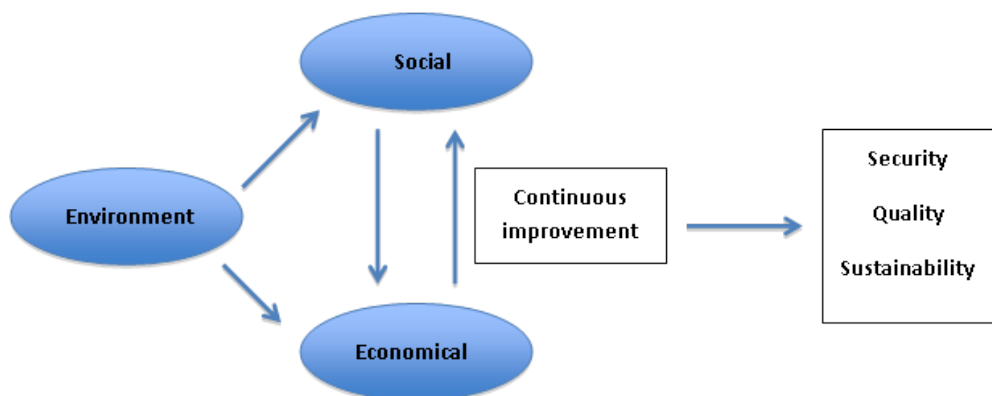 Social
Environment
Economical
Continuous
improvement
Security
Quality
Sustainability